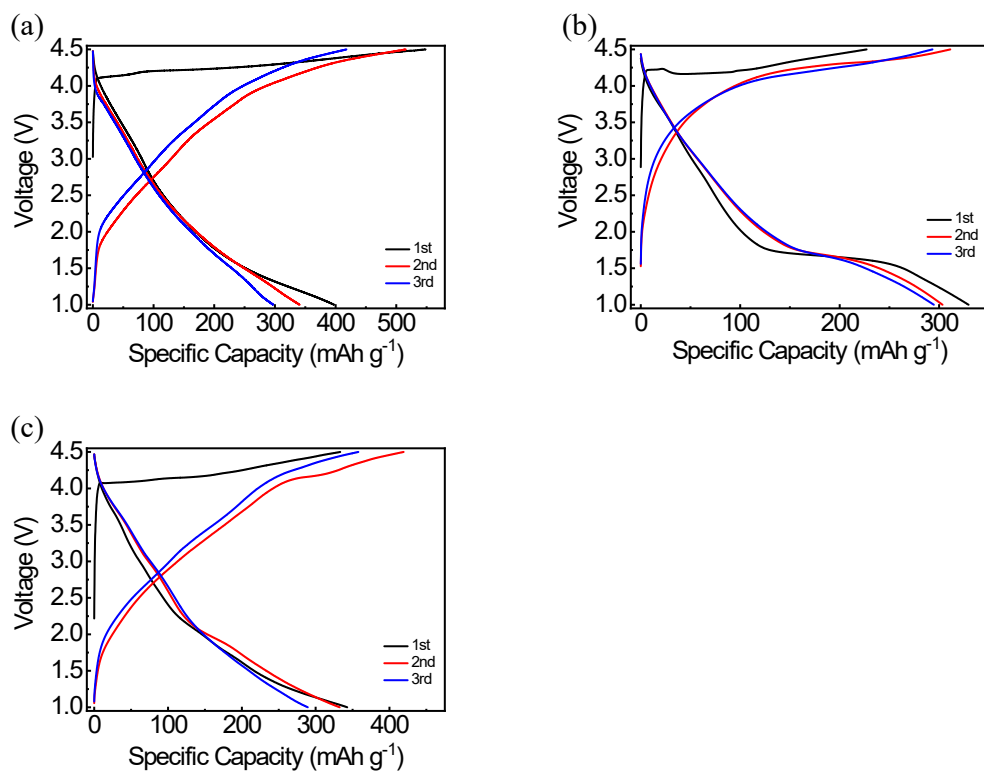 (a)
4.5
4.0
3.5
3.0
2.5
2.0
1.5
1.0
Voltage (V)
1st
2nd
3rd
0 100 200 300 400 500
Specific Capacity (mAh g⁻¹)
(b)
4.5
4.0
3.5
3.0
2.5
2.0
1.5
1.0
Voltage (V)
1st
2nd
3rd
0 100 200 300
Specific Capacity (mAh g⁻¹)
(c)
4.5
4.0
3.5
3.0
2.5
2.0
1.5
1.0
Voltage (V)
1st
2nd
3rd
0 100 200 300 400
Specific Capacity (mAh g⁻¹)